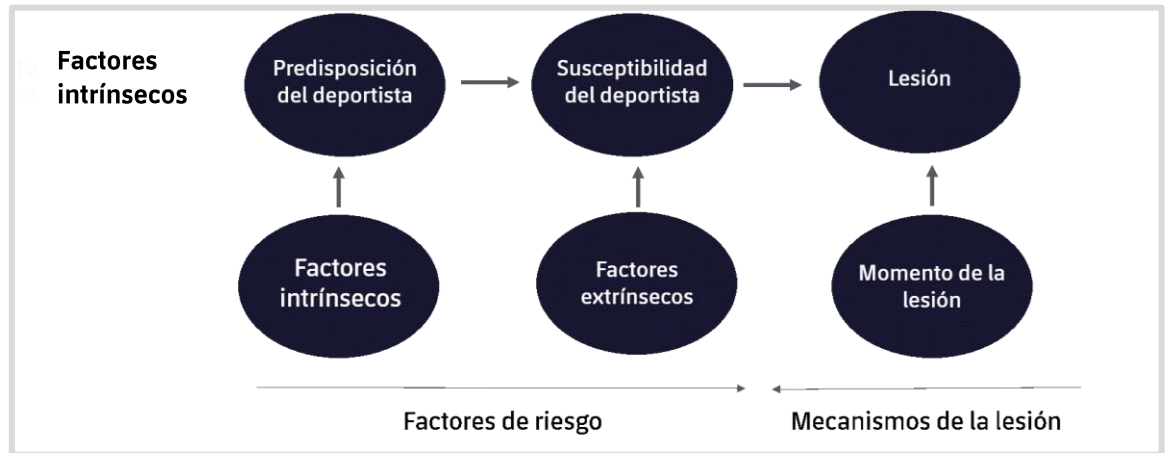 Factores
intrínsecos
Predisposición
del deportista
Susceptibilidad
del deportista
Lesión
Factores
intrínsecos
Factores
extrínsecos
Momento de la
lesión
Factores de riesgo
Mecanismos de la lesión